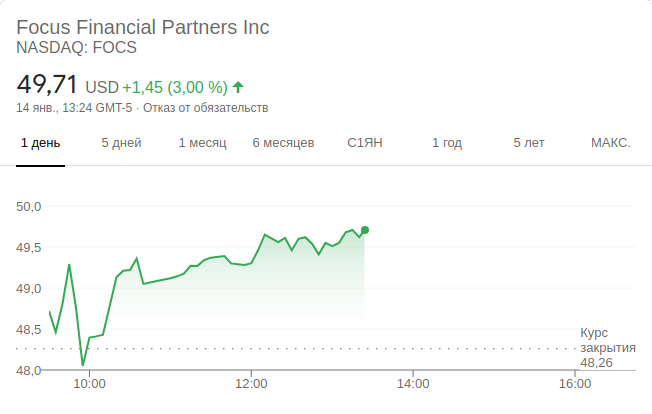 Focus Financial Partners Inc
NASDAQ: FOCS
49,71 USD +1,45 (3,00 %)
14 янв., 13:24 GMT-5 · Отказ от обязательств
1 день 5 дней 1 месяц 6 месяцев С1ЯН 1 год 5 лет МАКС.
50,0
49,5
49,0
48,5
48,0
Курс
закрытия
48,26
10:00 12:00 14:00 16:00